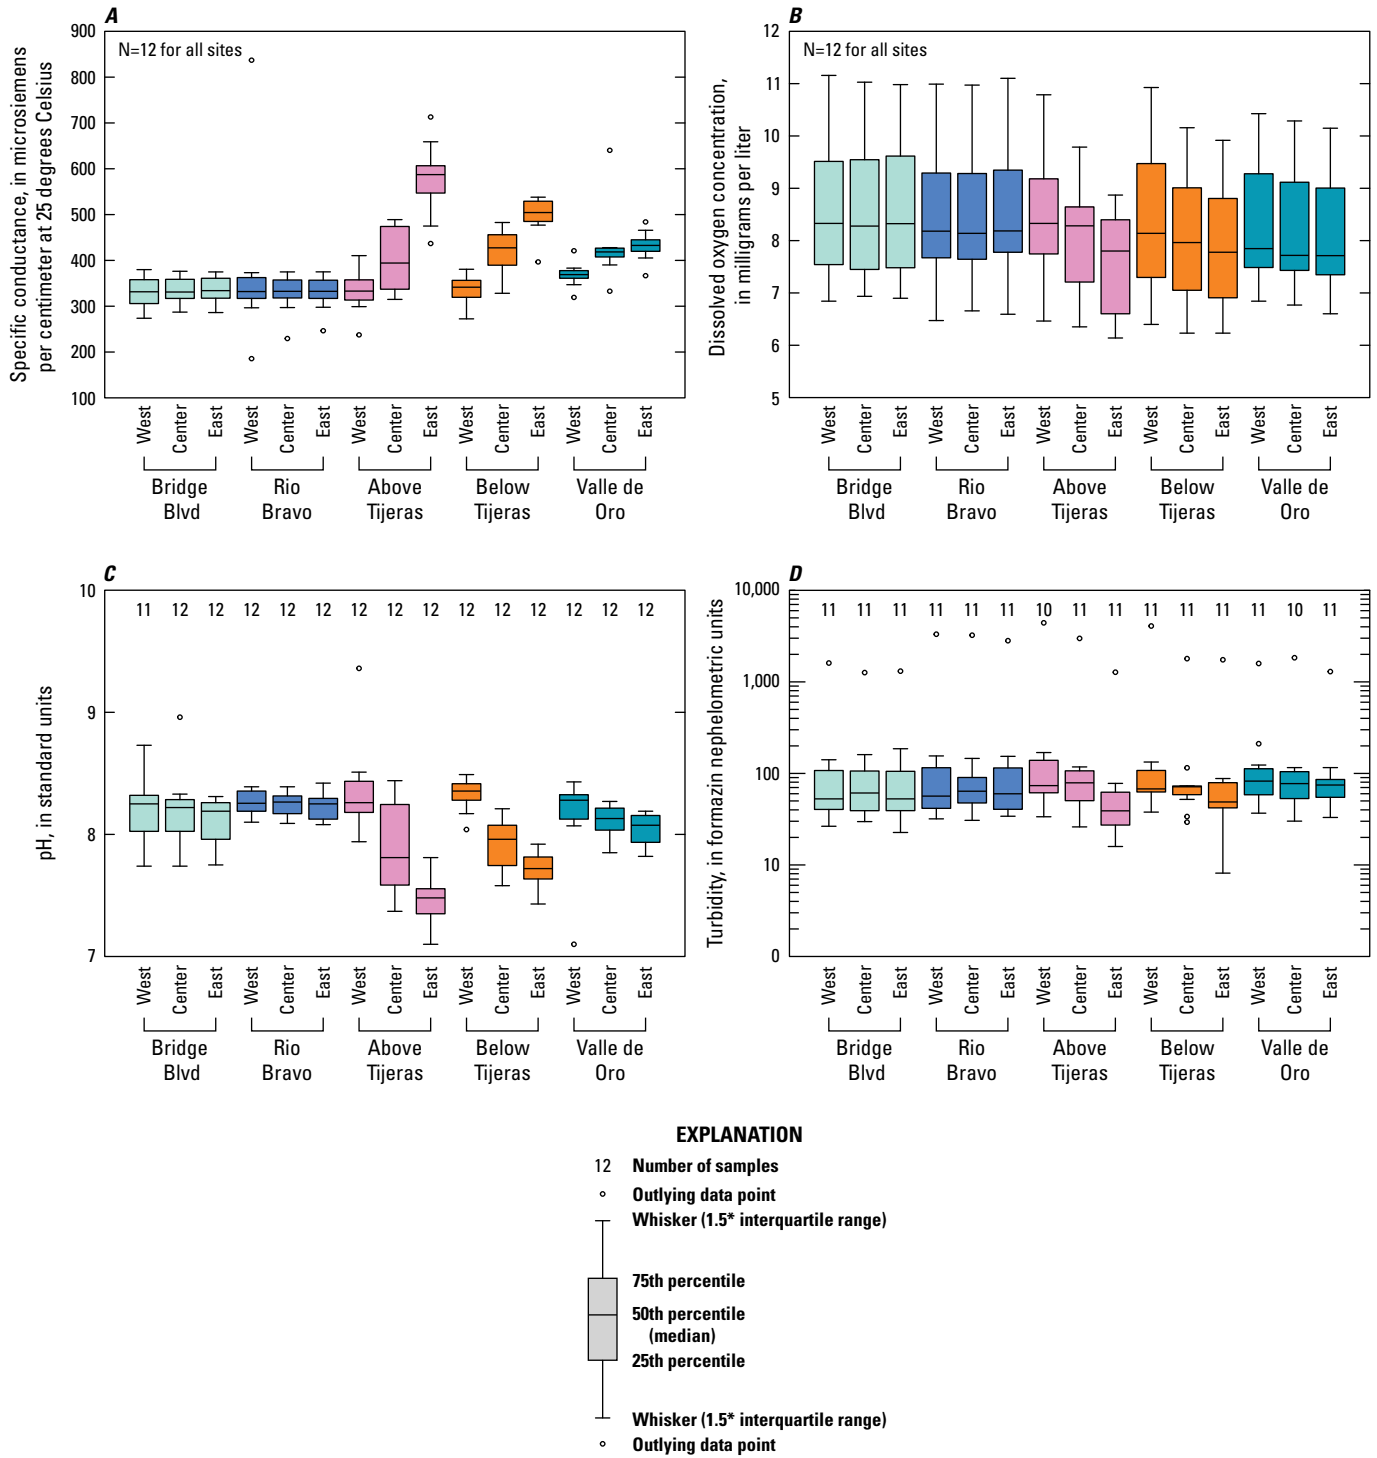 A
Specific conductance, in microsiemens
per centimeter at 25 degrees Celsius
N=12 for all sites
900
800
700
600
500
400
300
200
100
West
Center
East
West
Center
East
West
Center
East
West
Center
East
West
Center
East
Bridge
Blvd
Rio
Bravo
Above
Tijeras
Below
Tijeras
Valle de
Oro
B
Dissolved oxygen concentration,
in milligrams per liter
N=12 for all sites
12
11
10
9
8
7
6
5
West
Center
East
West
Center
East
West
Center
East
West
Center
East
West
Center
East
Bridge
Blvd
Rio
Bravo
Above
Tijeras
Below
Tijeras
Valle de
Oro
C
pH, in standard units
10
9
8
7
11 12 12 12 12 12 12 12 12 12 12 12 12 12 12
West
Center
East
West
Center
East
West
Center
East
West
Center
East
West
Center
East
Bridge
Blvd
Rio
Bravo
Above
Tijeras
Below
Tijeras
Valle de
Oro
D
Turbidity, in formazin nephelometric units
10,000
1,000
100
10
0
11 11 11 11 11 11 10 11 11 11 11 11 11 10 11
West
Center
East
West
Center
East
West
Center
East
West
Center
East
West
Center
East
Bridge
Blvd
Rio
Bravo
Above
Tijeras
Below
Tijeras
Valle de
Oro
EXPLANATION
12 Number of samples
Outlying data point
Whisker (1.5* interquartile range)
75th percentile
50th percentile
(median)
25th percentile
Whisker (1.5* interquartile range)
Outlying data point